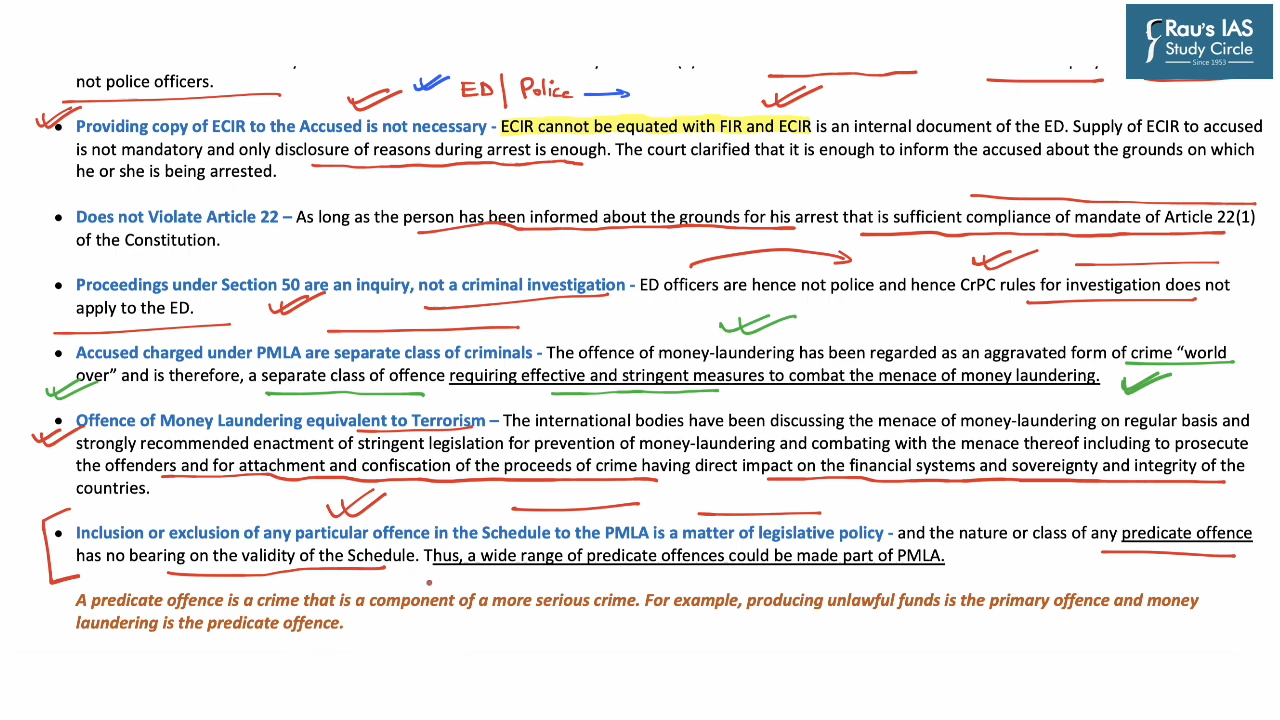 Rau's IAS
Study Circle
Since 1953
not police officers.
ED | Police →
• Providing copy of ECIR to the Accused is not necessary - ECIR cannot be equated with FIR and ECIR is an internal document of the ED. Supply of ECIR to accused
is not mandatory and only disclosure of reasons during arrest is enough. The court clarified that it is enough to inform the accused about the grounds on which
he or she is being arrested.
• Does not Violate Article 22 – As long as the person has been informed about the grounds for his arrest that is sufficient compliance of mandate of Article 22(1)
of the Constitution.
• Proceedings under Section 50 are an inquiry, not a criminal investigation - ED officers are hence not police and hence CrPC rules for investigation does not
apply to the ED.
• Accused charged under PMLA are separate class of criminals - The offence of money-laundering has been regarded as an aggravated form of crime “world
over” and is therefore, a separate class of offence requiring effective and stringent measures to combat the menace of money laundering.
• Offence of Money Laundering equivalent to Terrorism – The international bodies have been discussing the menace of money-laundering on regular basis and
strongly recommended enactment of stringent legislation for prevention of money-laundering and combating with the menace thereof including to prosecute
the offenders and for attachment and confiscation of the proceeds of crime having direct impact on the financial systems and sovereignty and integrity of the
countries.
• Inclusion or exclusion of any particular offence in the Schedule to the PMLA is a matter of legislative policy - and the nature or class of any predicate offence
has no bearing on the validity of the Schedule. Thus, a wide range of predicate offences could be made part of PMLA.
A predicate offence is a crime that is a component of a more serious crime. For example, producing unlawful funds is the primary offence and money
laundering is the predicate offence.